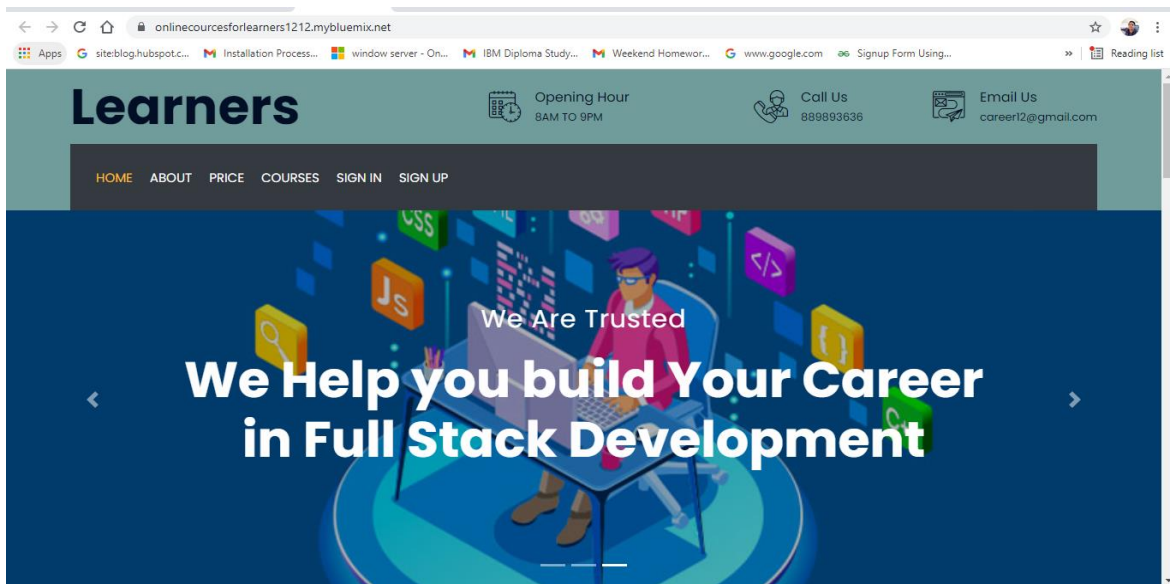 onlinecourcesforlearners1212.mybluemix.net
Apps site:blog.hubspot.c... Installation Process... window server - On... IBM Diploma Study... Weekend Homewor... www.google.com Signup Form Using... » Reading list
Learners
Opening Hour
8AM TO 9PM
Call Us
889893636
Email Us
career12@gmail.com
HOME ABOUT PRICE COURSES SIGN IN SIGN UP
CSS
JS
</>
{}
C++
We Are Trusted
We Help you build Your Career
in Full Stack Development